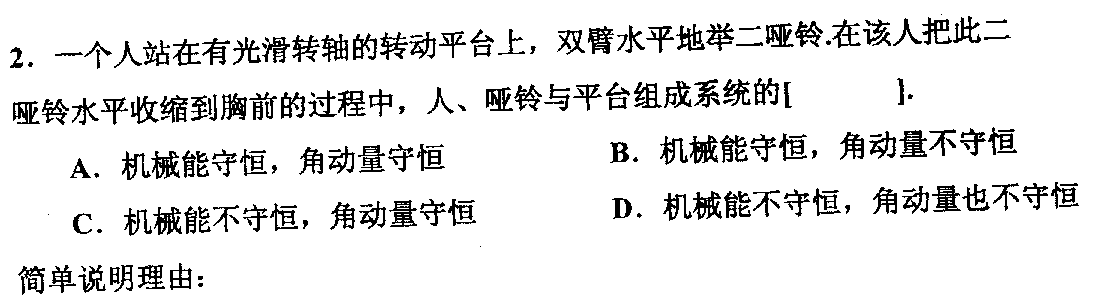 2．一个人站在有光滑转轴的转动平台上，双臂水平地举二哑铃.在该人把此二
哑铃水平收缩到胸前的过程中，人、哑铃与平台组成系统的[ ].
A．机械能守恒，角动量守恒 B．机械能守恒，角动量不守恒
C．机械能不守恒，角动量守恒 D．机械能不守恒，角动量也不守恒
简单说明理由：